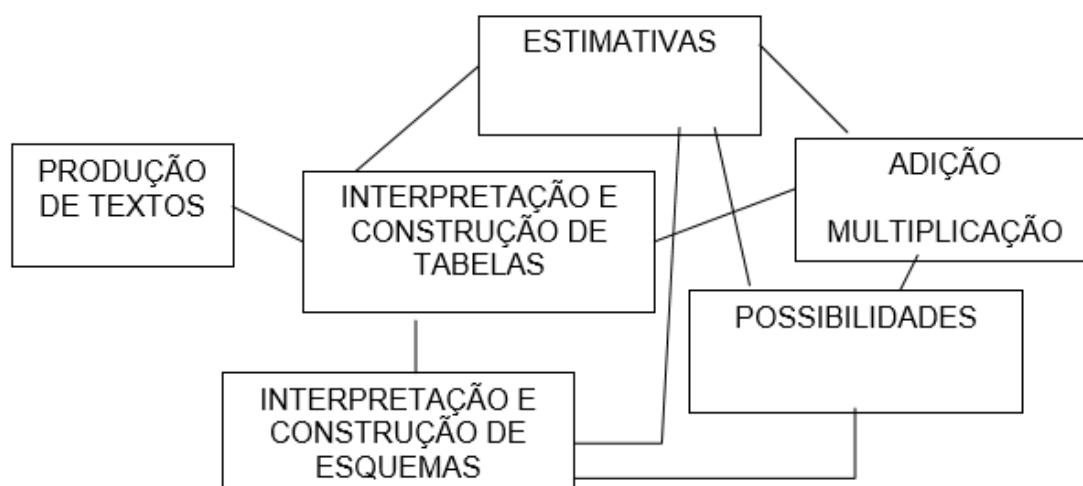 ESTIMATIVAS
PRODUÇÃO
DE TEXTOS
INTERPRETAÇÃO E
CONSTRUÇÃO DE
TABELAS
ADIÇÃO
MULTIPLICAÇÃO
POSSIBILIDADES
INTERPRETAÇÃO E
CONSTRUÇÃO DE
ESQUEMAS